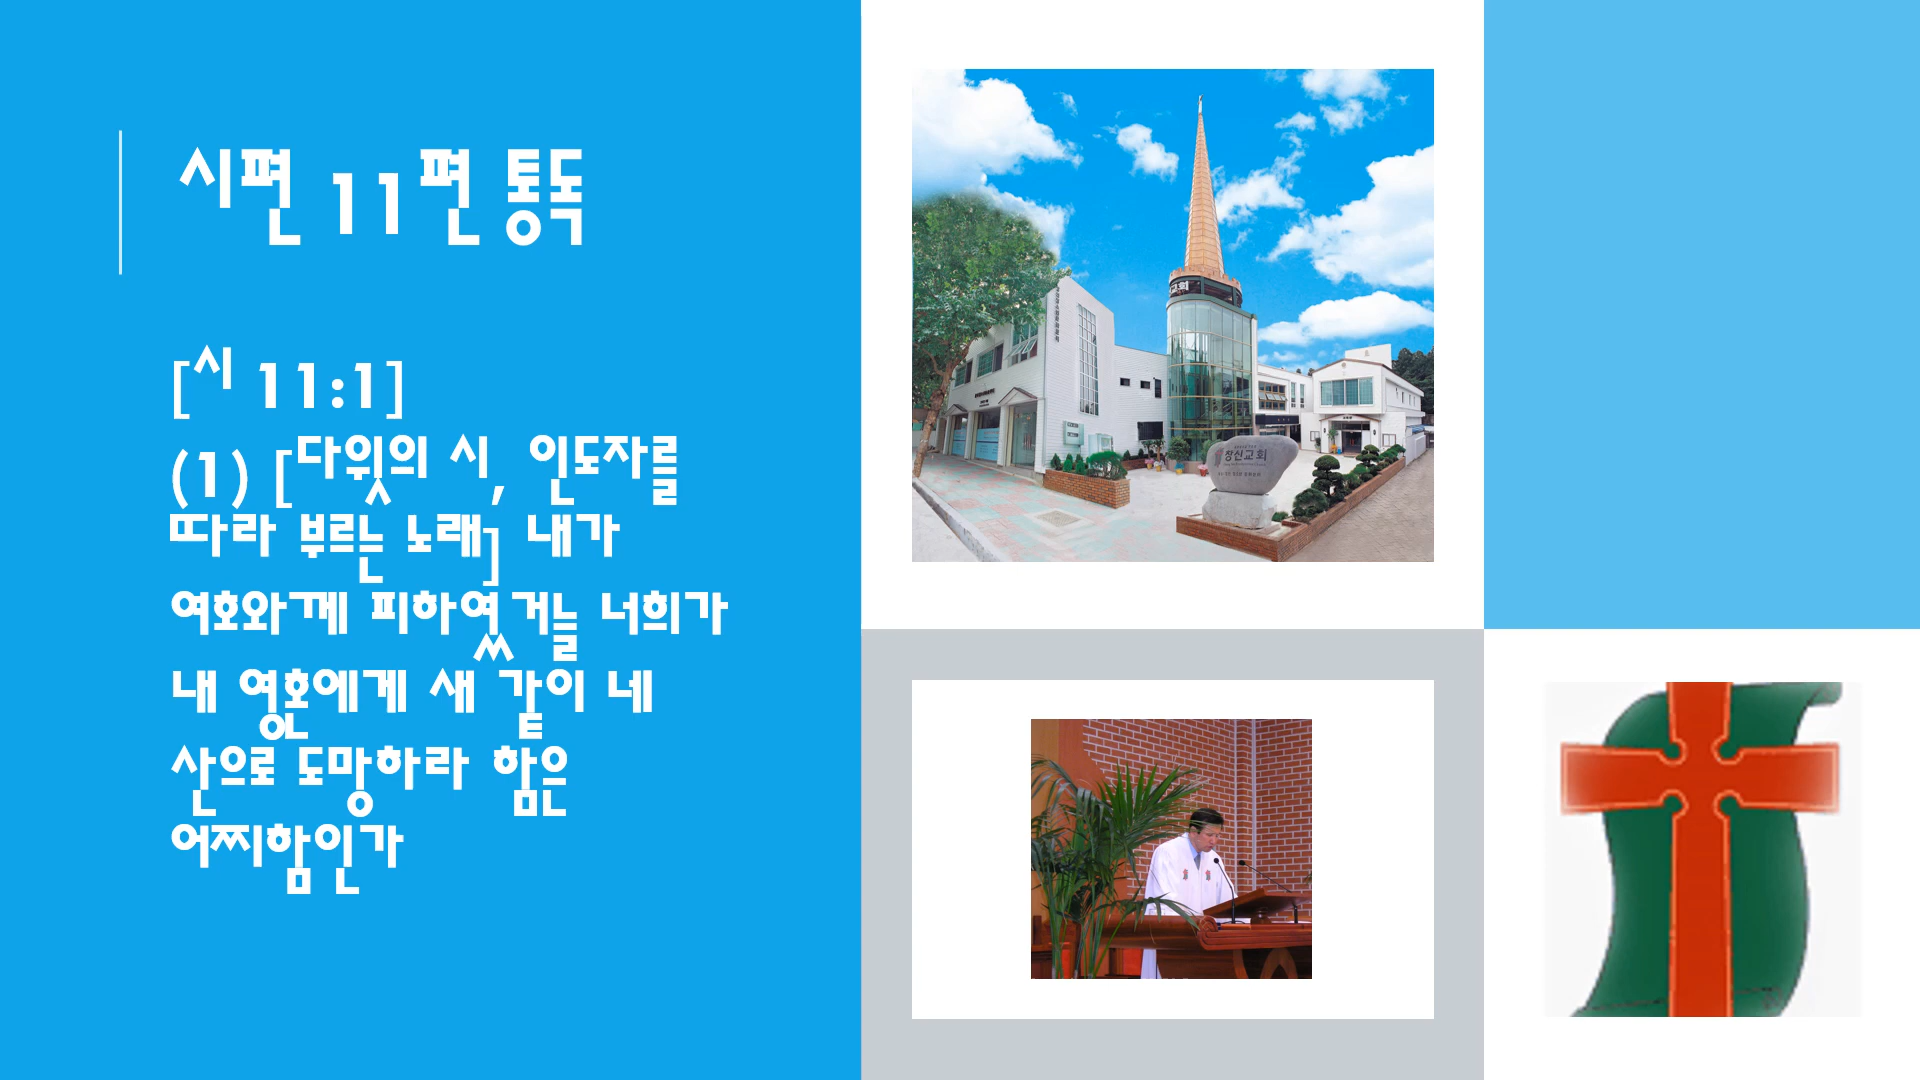 시편 11편 통독
[시 11:1]
(1) [다윗의 시, 인도자를
따라 부르는 노래] 내가
여호와께 피하였거늘 너희가
내 영혼에게 새 같이 네
산으로 도망하라 함은
어찌함인가
교회
창신교회